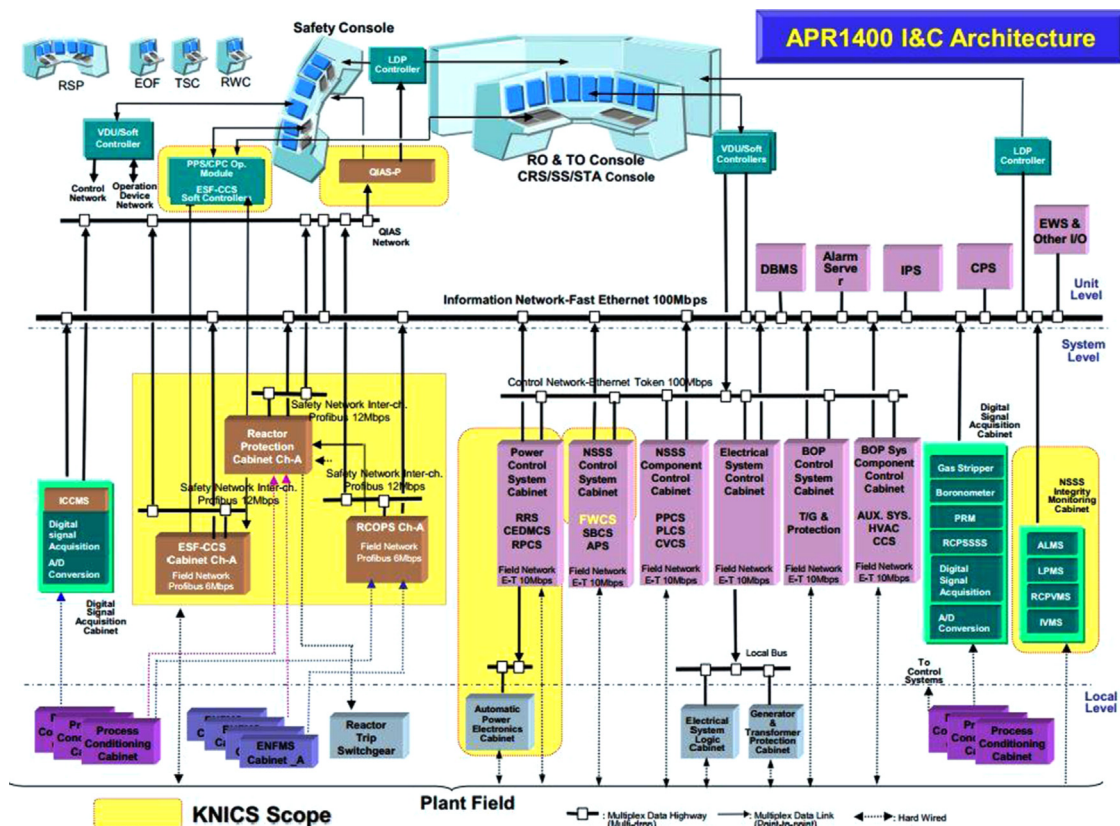 APR1400 I&C Architecture
Safety Console
LDP
Controller
RSP
EOF
TSC
RWC
VDU/Soft
Controller
PPS/CPC Op.
Module
ESF-CCS
Soft Controllers
QIAS-P
RO & TO Console
CRS/SS/STA Console
VDU/Soft
Controllers
LDP
Controller
Control
Network
Operation
Device
Network
QIAS
Network
DBMS
Alarm
Serve
r
IPS
CPS
EWS &
Other I/O
Unit
Level
Information Network-Fast Ethernet 100Mbps
System
Level
Control Network-Ethernet Token 100Mbps
Safety Network Inter-ch.
Profibus 12Mbps
Reactor
Protection
Cabinet Ch-A
Safety Network Inter-ch.
Profibus 12Mbps
Safety Network Inter-ch.
Profibus 12Mbps
ICCMS
Digital
signal
Acquisition
A/D
Conversion
Digital
Signal
Acquisition
Cabinet
ESF-CCS
Cabinet Ch-A
Field Network
Profibus 6Mbps
RCOPS Ch-A
Field Network
Profibus 6Mbps
Power
Control
System
Cabinet
RRS
CEDMCS
RPCS
Field Network
E-T 10Mbps
NSSS
Control
System
Cabinet
FWCS
SBCS
APS
Field Network
E-T 10Mbps
NSSS
Component
Control
Cabinet
PPCS
PLCS
CVCS
Field Network
E-T 10Mbps
Electrical
System
Control
Cabinet
Field Network
E-T 10Mbps
BOP
Control
System
Cabinet
T/G &
Protection
Field Network
E-T 10Mbps
BOP Sys
Component
Control
Cabinet
AUX. SYS.
HVAC
CCS
Field Network
E-T 10Mbps
Digital
Signal
Acquisition
Cabinet
Gas Stripper
Boronometer
PRM
RCPSSSS
Digital
Signal
Acquisition
A/D
Conversion
NSSS
Integrity
Monitoring
Cabinet
ALMS
LPMS
RCPVMS
IVMS
Local Bus
To
Control
Systems
Local
Level
Process
Conditioning
Cabinet
ENFMS
Cabinet _A
Reactor
Trip
Switchgear
Automatic
Power
Electronics
Cabinet
Electrical
System
Logic
Cabinet
Generator
&
Transformer
Protection
Cabinet
Process
Conditioning
Cabinet
Plant Field
KNICS Scope
: Multiplex Data Highway
(Multi-drop)
: Multiplex Data Link
(Point-to-point)
: Hard Wired